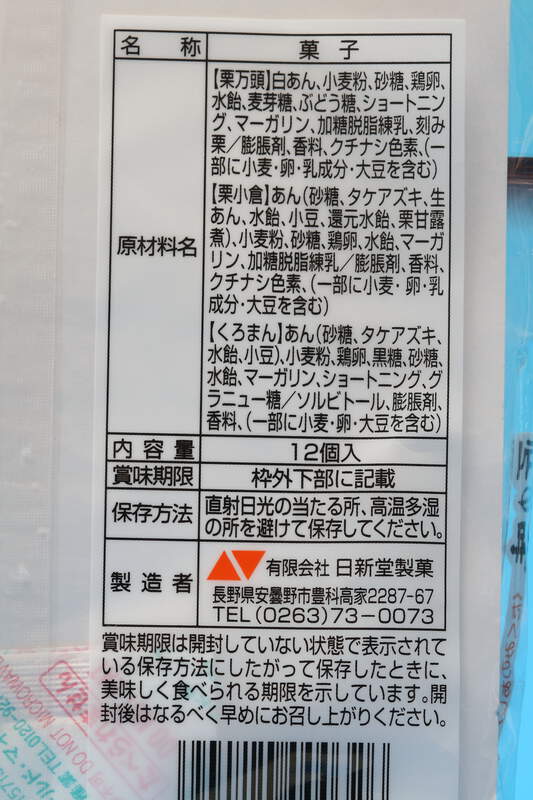 名称 菓子
原材料名
【栗万頭】白あん、小麦粉、砂糖、鶏卵、
水飴、麦芽糖、ぶどう糖、ショートニン
グ、マーガリン、加糖脱脂練乳、刻み
栗／膨脹剤、香料、クチナシ色素、(一
部に小麦・卵・乳成分・大豆を含む)
【栗小倉】あん(砂糖、タケアズキ、生
あん、水飴、小豆、還元水飴、栗甘露
煮)、小麦粉、砂糖、鶏卵、水飴、マーガ
リン、加糖脱脂練乳／膨脹剤、香料、
クチナシ色素、(一部に小麦・卵・乳
成分・大豆を含む)
【くろまん】あん(砂糖、タケアズキ、
水飴、小豆)、小麦粉、鶏卵、黒糖、砂糖、
水飴、マーガリン、ショートニング、グ
ラニュー糖／ソルビトール、膨脹剤、
香料、(一部に小麦・卵・大豆を含む)
内容量 12個入
賞味期限 枠外下部に記載
保存方法
直射日光の当たる所、高温多湿
の所を避けて保存してください。
製造者
有限会社 日新堂製菓
長野県安曇野市豊科高家2287-67
TEL(0263)73-0073
賞味期限は開封していない状態で表示されて
いる保存方法にしたがって保存したときに、
美味しく食べられる期限を示しています。開
封後はなるべく早めにお召し上がりください。
DO NOT MICROWAVE